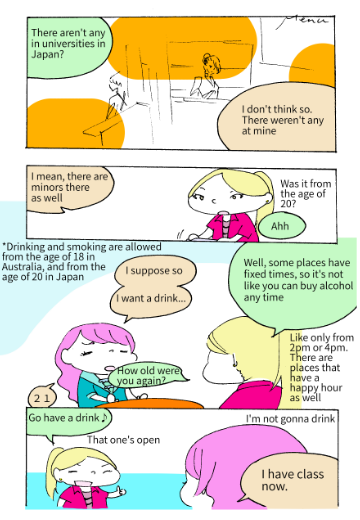 Menu
There aren't any
in universities in
Japan?
I don't think so.
There weren't any
at mine
I mean, there are
minors there
as well
Was it from
the age of
20?
Ahh
*Drinking and smoking are allowed
from the age of 18 in
Australia, and from the
age of 20 in Japan
I suppose so
I want a drink...
Well, some places have
fixed times, so it's not
like you can buy alcohol
any time
Like only from
2pm or 4pm.
There are
places that
have a
happy hour
as well
How old were
you again?
21
Go have a drink♪
That one's open
I'm not gonna drink
I have class
now.